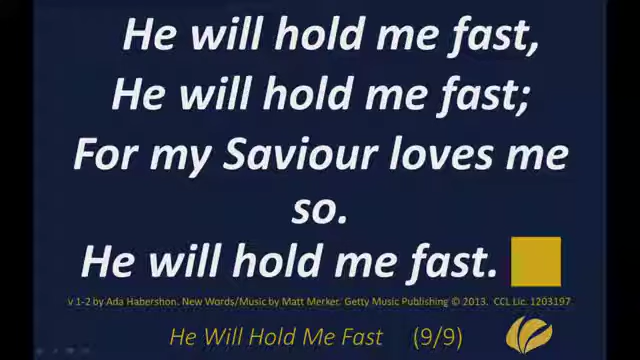 He will hold me fast,
He will hold me fast;
For my Saviour loves me
so.
He will hold me fast.
v 1-2 by Ada Habershon. New Words/Music by Matt Merker. Getty Music Publishing © 2013. CCL Lic. 1203197
He Will Hold Me Fast (9/9)